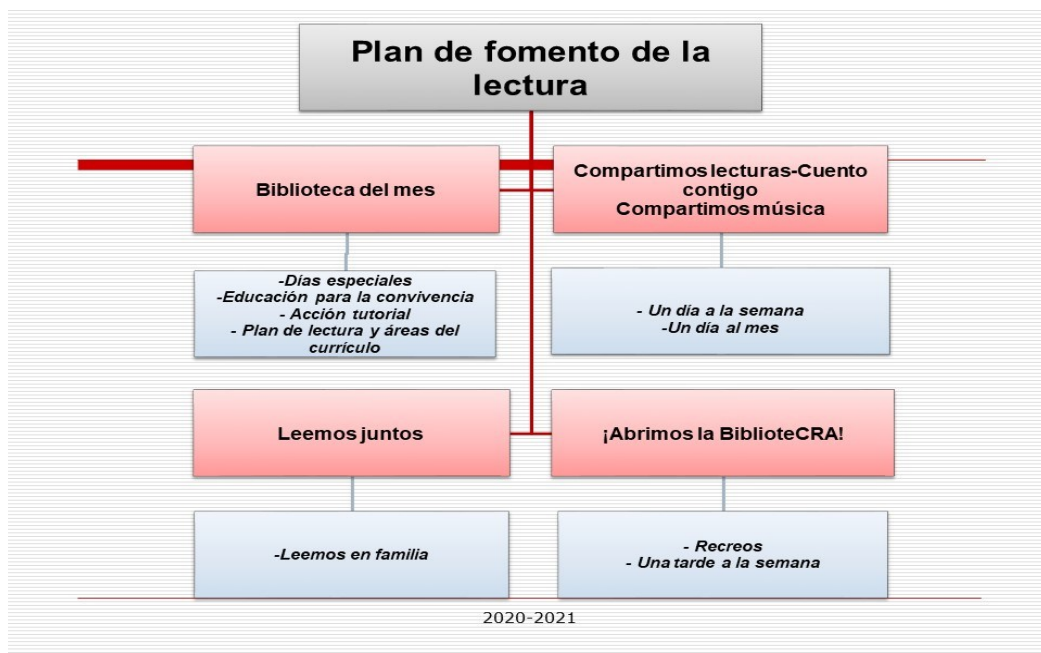 Plan de fomento de la
lectura
Biblioteca del mes
Compartimos lecturas-Cuento
contigo
Compartimos música
-Días especiales
-Educación para la convivencia
- Acción tutorial
- Plan de lectura y áreas del
currículo
- Un día a la semana
-Un día al mes
Leemos juntos
¡Abrimos la BiblioteCRA!
-Leemos en familia
- Recreos
- Una tarde a la semana
2020-2021